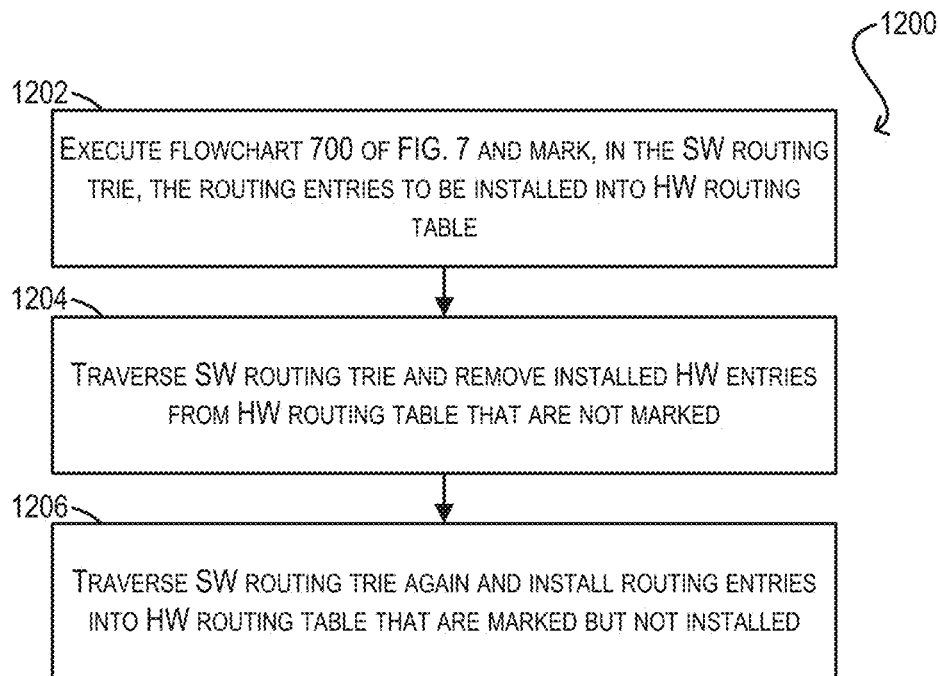 1200
1202
EXECUTE FLOWCHART 700 OF FIG. 7 AND MARK, IN THE SW ROUTING
TRIE, THE ROUTING ENTRIES TO BE INSTALLED INTO HW ROUTING
TABLE
1204
TRAVERSE SW ROUTING TRIE AND REMOVE INSTALLED HW ENTRIES
FROM HW ROUTING TABLE THAT ARE NOT MARKED
1206
TRAVERSE SW ROUTING TRIE AGAIN AND INSTALL ROUTING ENTRIES
INTO HW ROUTING TABLE THAT ARE MARKED BUT NOT INSTALLED